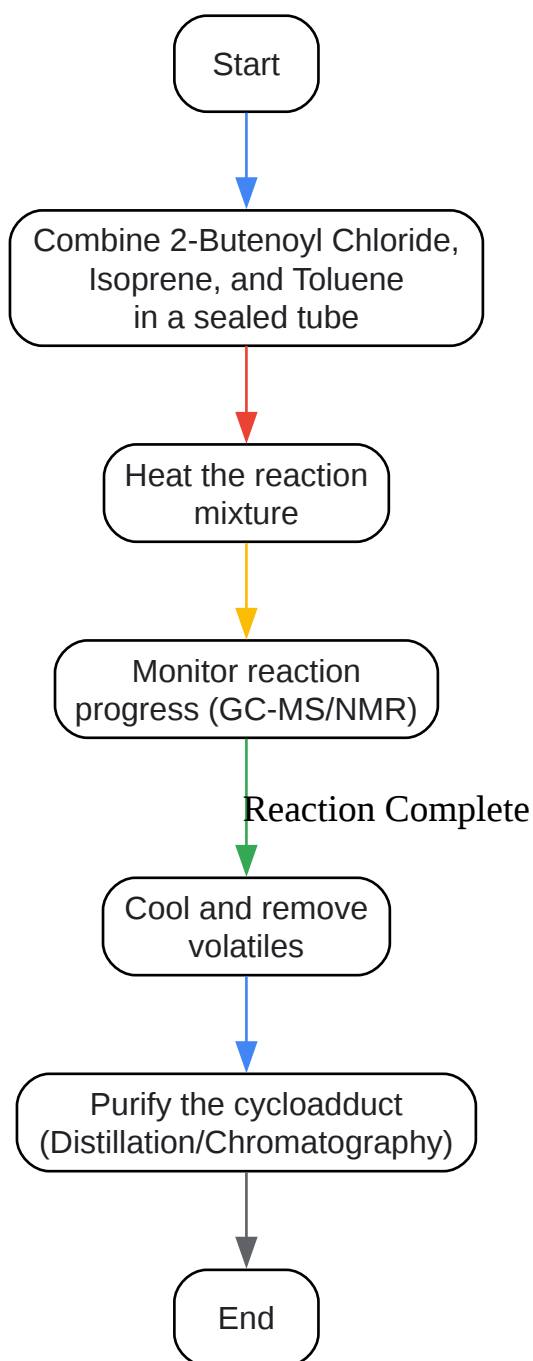 Start
Combine 2-Butenoyl Chloride,
Isoprene, and Toluene
in a sealed tube
Heat the reaction
mixture
Monitor reaction
progress (GC-MS/NMR)
Reaction Complete
Cool and remove
volatiles
Purify the cycloadduct
(Distillation/Chromatography)
End